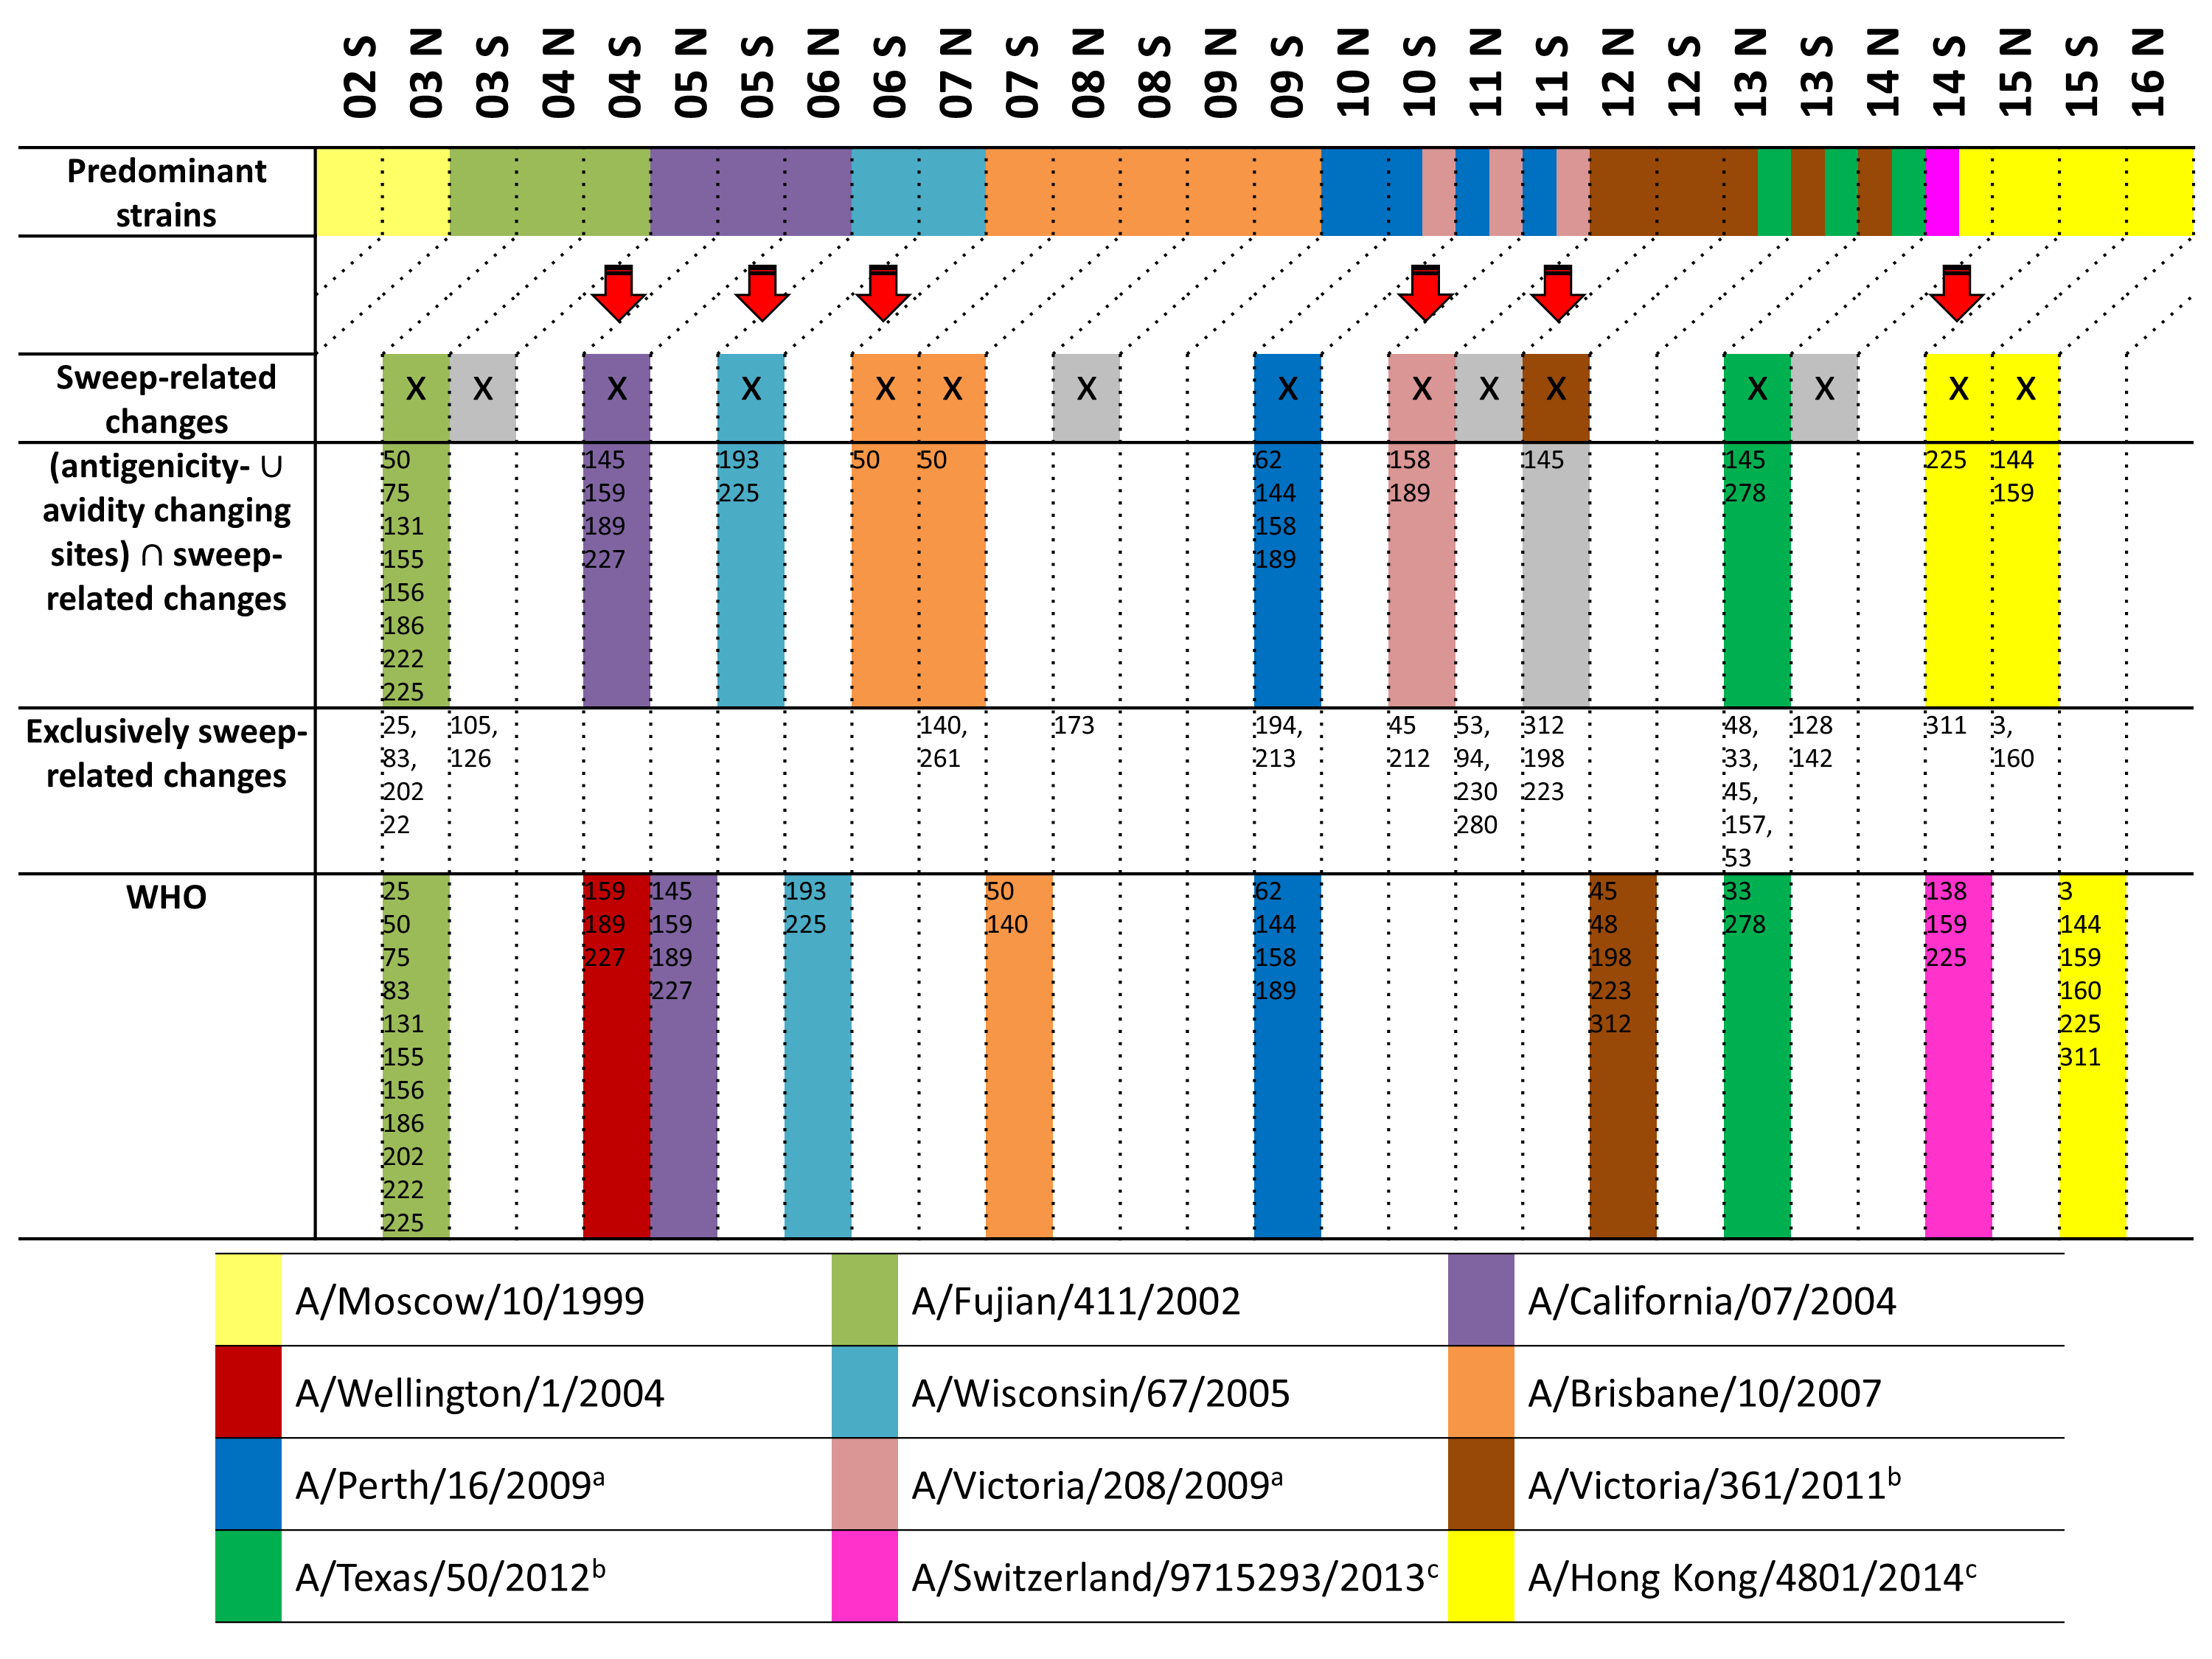 02 S 03 N 03 S 04 N 04 S 05 N 05 S 06 N 06 S 07 N 07 S 08 N 08 S 09 N 09 S 10 N 10 S 11 N 11 S 12 N 12 S 13 N 13 S 14 N 14 S 15 N 15 S 16 N
Predominant
strains
Sweep-related
changes
X X X X X X X X X X X X X X X
(antigenicity- ∪
avidity changing
sites) ∩ sweep-
related changes
50 145 193 50 50 62 158 145 145 225 144
75 159 225 144 189 278 159
131 189 158
155 227 189
156
186
222
225
Exclusively sweep-
related changes
25, 105, 140, 173 194, 45 53, 312 48, 128 311 3,
83, 126 261 213 212 94, 198 33, 142 160
202 230 223 45,
22 280 157,
53
WHO
25 159 145 193 50 62 45 33 138 3
50 189 159 225 140 144 48 278 159 144
75 227 189 158 198 225 159
83 227 189 223 160
131 312 225
155 311
156
186
202
222
225
A/Moscow/10/1999 A/Fujian/411/2002 A/California/07/2004
A/Wellington/1/2004 A/Wisconsin/67/2005 A/Brisbane/10/2007
A/Perth/16/2009ᵃ A/Victoria/208/2009ᵃ A/Victoria/361/2011ᵇ
A/Texas/50/2012ᵇ A/Switzerland/9715293/2013ᶜ A/Hong Kong/4801/2014ᶜ